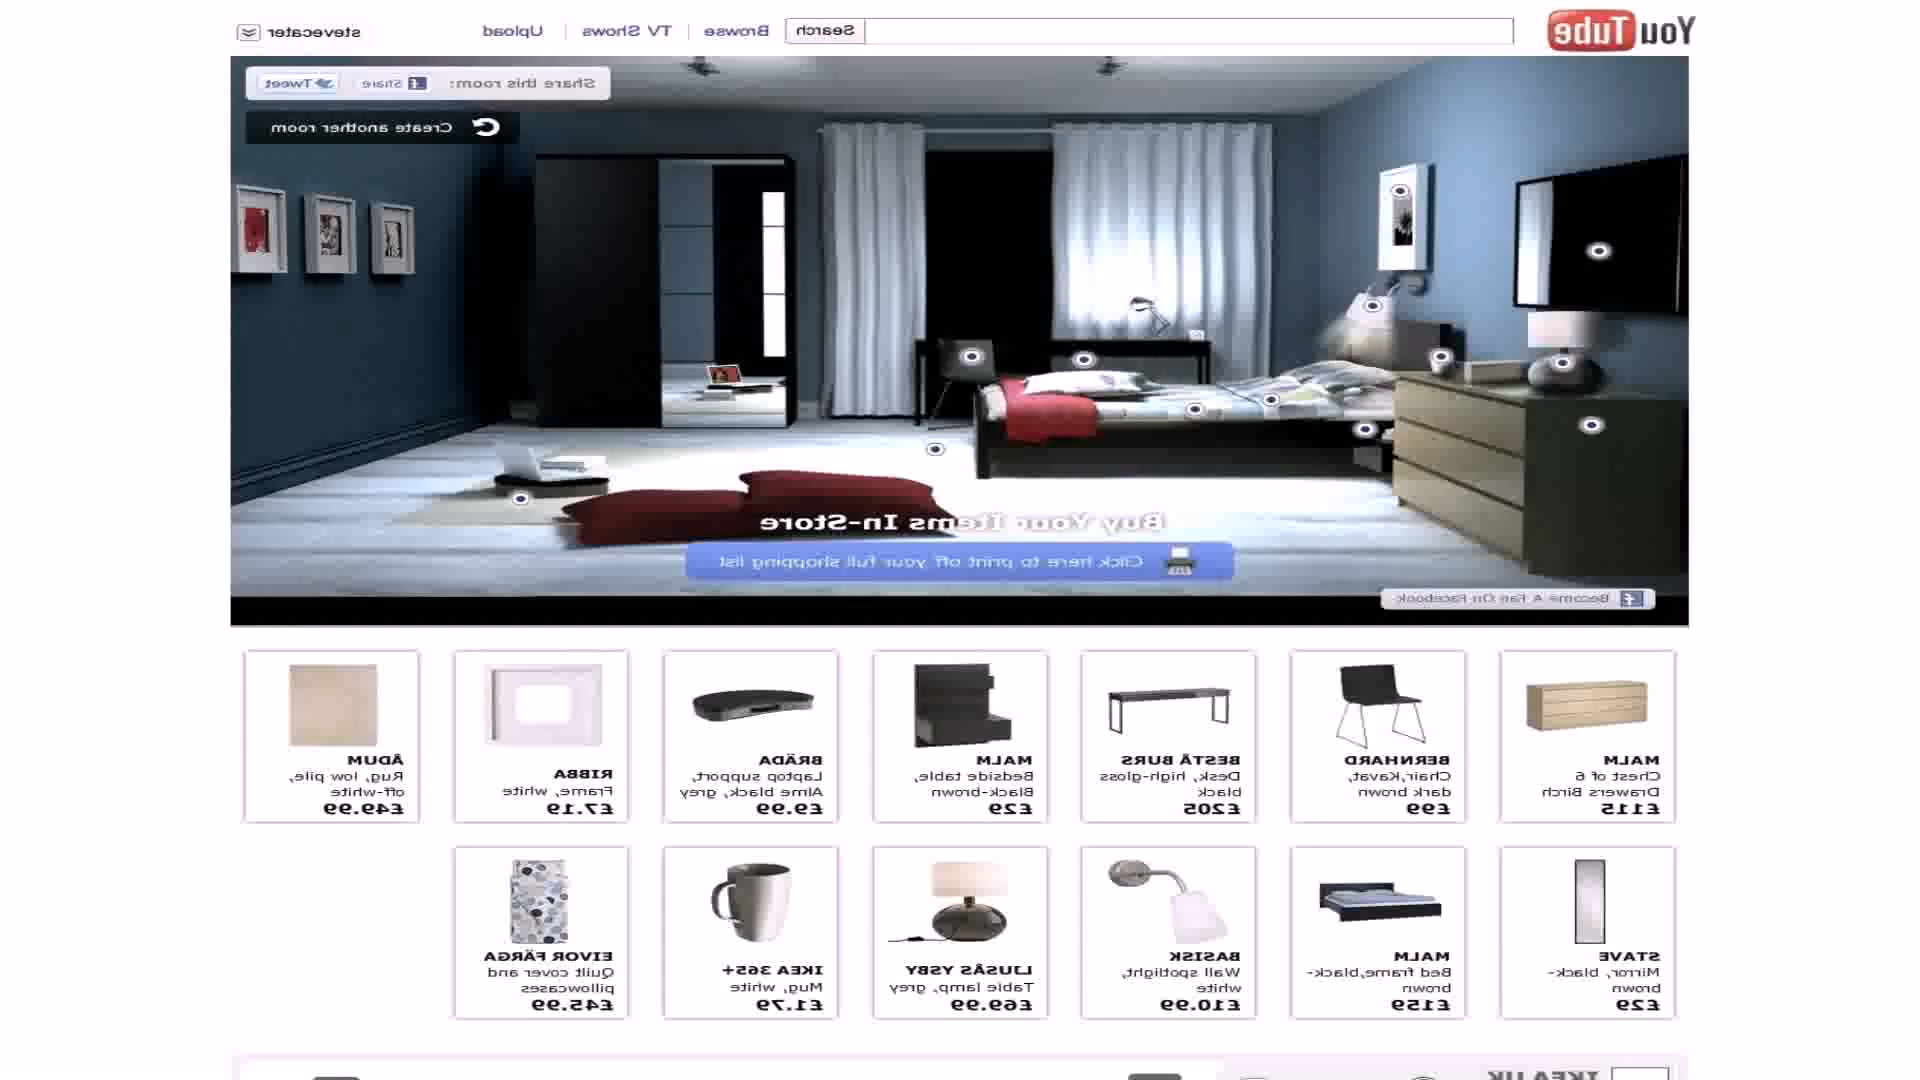 YouTube
Search
Browse
TV Shows
Upload
stevecater
Share this room:
Share
Tweet
Create another room
Buy Your Items In-Store
Click here to print off your full shopping list
Become A Fan On Facebook
MALM
Chest of 6
Drawers Birch
£115
BERNHARD
Chair,Kavat,
dark brown
£99
BESTÅ BURS
Desk, high-gloss
black
£205
MALM
Bedside table,
Black-brown
£29
BRÄDA
Laptop support,
Alme black, grey
£9.99
RIBBA
Frame, white
£7.19
ÅDUM
Rug, low pile,
off-white
£49.99
STAVE
Mirror, black-
brown
£29
MALM
Bed frame,black-
brown
£159
BASISK
Wall spotlight,
white
£10.99
LJUSÅS YSBY
Table lamp, grey
£69.99
IKEA 365+
Mug, white
£1.79
EIVOR FÄRGA
Quilt cover and
pillowcases
£45.99
IKEA UK